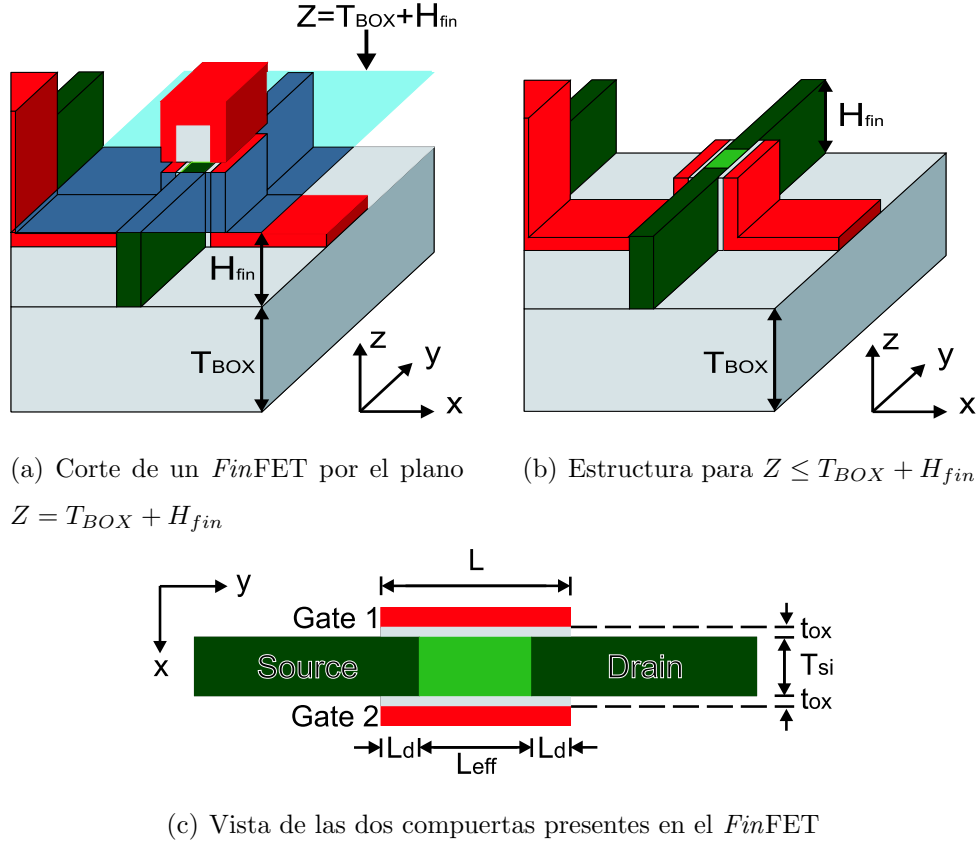 Z=TBOX+Hfin
Hfin
TBOX
z
y
x
Hfin
TBOX
z
y
x
(a) Corte de un FinFET por el plano
Z = TBOX + Hfin
(b) Estructura para Z ≤ TBOX + Hfin
L
y
x
Gate 1
Source
Drain
Gate 2
tox
Tsi
tox
Ld
Leff
Ld
(c) Vista de las dos compuertas presentes en el FinFET